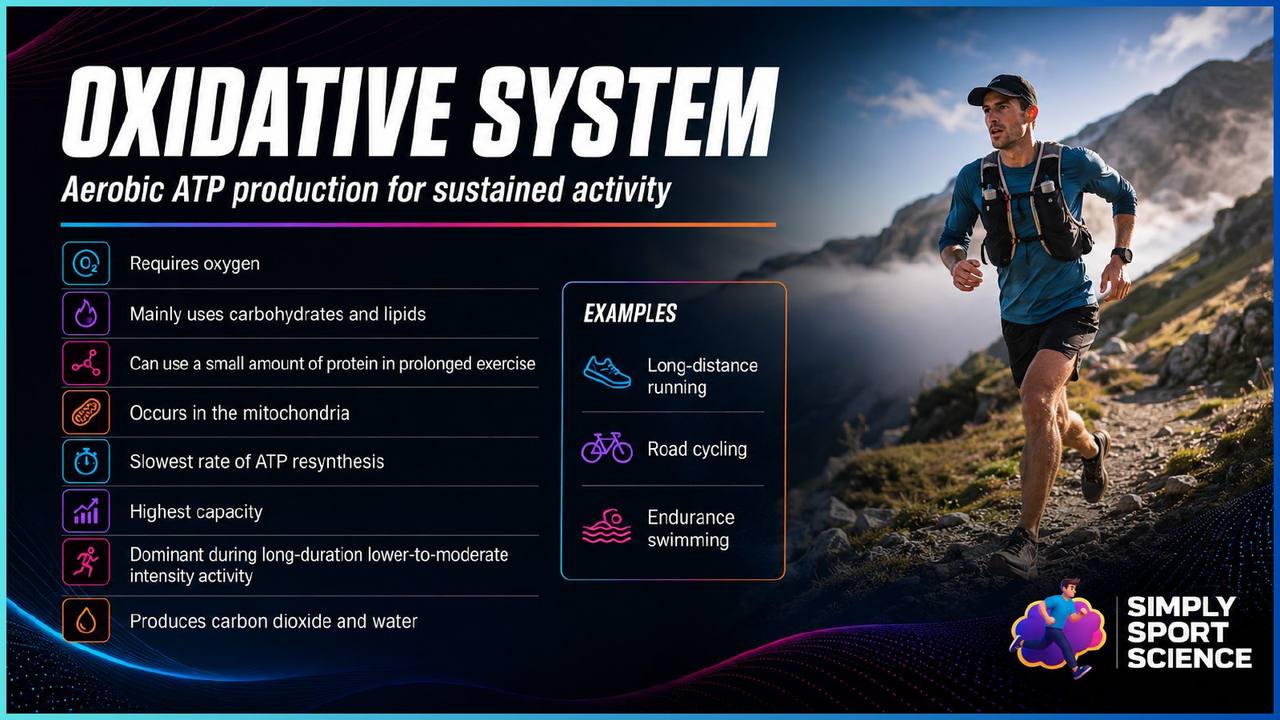 OXIDATIVE SYSTEM
Aerobic ATP production for sustained activity
O₂
Requires oxygen
Mainly uses carbohydrates and lipids
Can use a small amount of protein in prolonged exercise
Occurs in the mitochondria
Slowest rate of ATP resynthesis
Highest capacity
Dominant during long-duration lower-to-moderate
intensity activity
Produces carbon dioxide and water
EXAMPLES
Long-distance
running
Road cycling
Endurance
swimming
SIMPLY
SPORT
SCIENCE